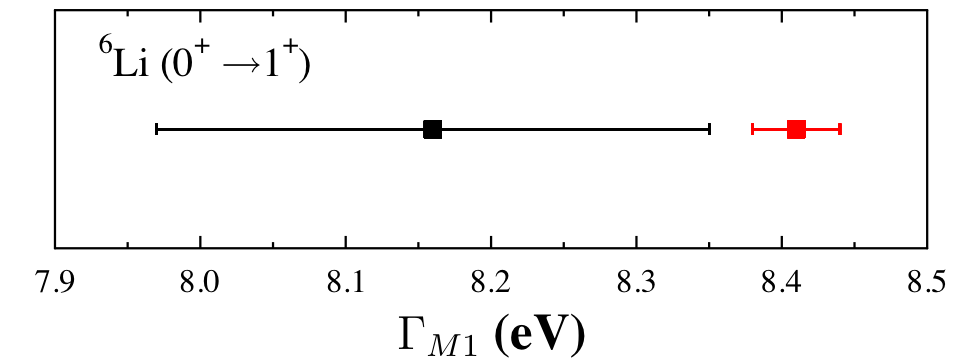 ⁶Li (0⁺ →1⁺)
7.9 8.0 8.1 8.2 8.3 8.4 8.5
Γ_{M1} (eV)